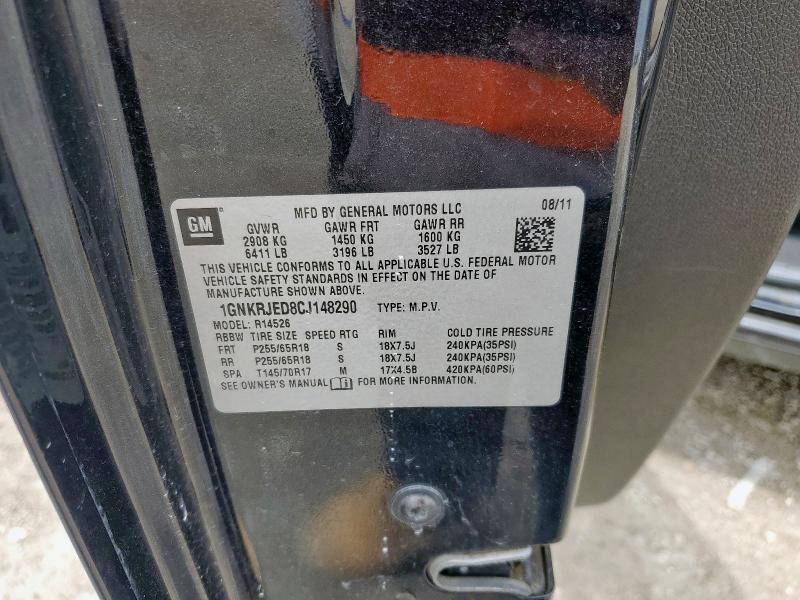 GM
MFD BY GENERAL MOTORS LLC 08/11
GVWR GAWR FRT GAWR RR
2908 KG 1450 KG 1600 KG
6411 LB 3196 LB 3527 LB
THIS VEHICLE CONFORMS TO ALL APPLICABLE U.S. FEDERAL MOTOR
VEHICLE SAFETY STANDARDS IN EFFECT ON THE DATE OF
MANUFACTURE SHOWN ABOVE.
1GNKRJED8CJ148290 TYPE: M.P.V.
MODEL: R14526
RBBW TIRE SIZE SPEED RTG RIM COLD TIRE PRESSURE
FRT P255/65R18 S 18X7.5J 240KPA(35PSI)
RR P255/65R18 S 18X7.5J 240KPA(35PSI)
SPA T145/70R17 M 17X4.5B 420KPA(60PSI)
SEE OWNER'S MANUAL FOR MORE INFORMATION.